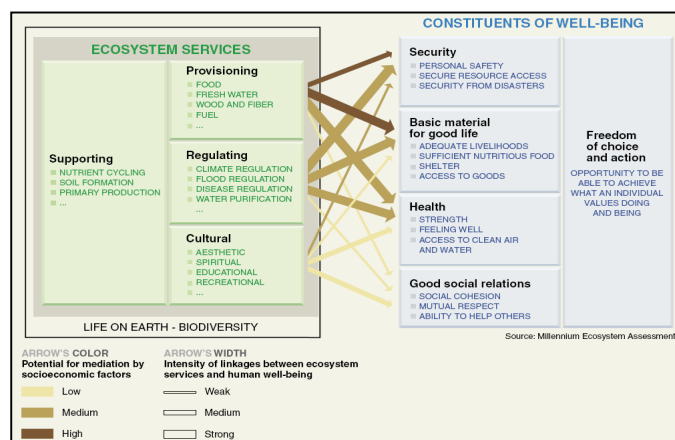 CONSTITUENTS OF WELL-BEING
ECOSYSTEM SERVICES
Supporting
NUTRIENT CYCLING
SOIL FORMATION
PRIMARY PRODUCTION
...
Provisioning
FOOD
FRESH WATER
WOOD AND FIBER
FUEL
...
Regulating
CLIMATE REGULATION
FLOOD REGULATION
DISEASE REGULATION
WATER PURIFICATION
...
Cultural
AESTHETIC
SPIRITUAL
EDUCATIONAL
RECREATIONAL
...
LIFE ON EARTH - BIODIVERSITY
Security
PERSONAL SAFETY
SECURE RESOURCE ACCESS
SECURITY FROM DISASTERS
Basic material
for good life
ADEQUATE LIVELIHOODS
SUFFICIENT NUTRITIOUS FOOD
SHELTER
ACCESS TO GOODS
Health
STRENGTH
FEELING WELL
ACCESS TO CLEAN AIR
AND WATER
Good social relations
SOCIAL COHESION
MUTUAL RESPECT
ABILITY TO HELP OTHERS
Freedom
of choice
and action
OPPORTUNITY TO BE
ABLE TO ACHIEVE
WHAT AN INDIVIDUAL
VALUES DOING
AND BEING
Source: Millennium Ecosystem Assessment
ARROW'S COLOR
Potential for mediation by
socioeconomic factors
Low
Medium
High
ARROW'S WIDTH
Intensity of linkages between ecosystem
services and human well-being
Weak
Medium
Strong